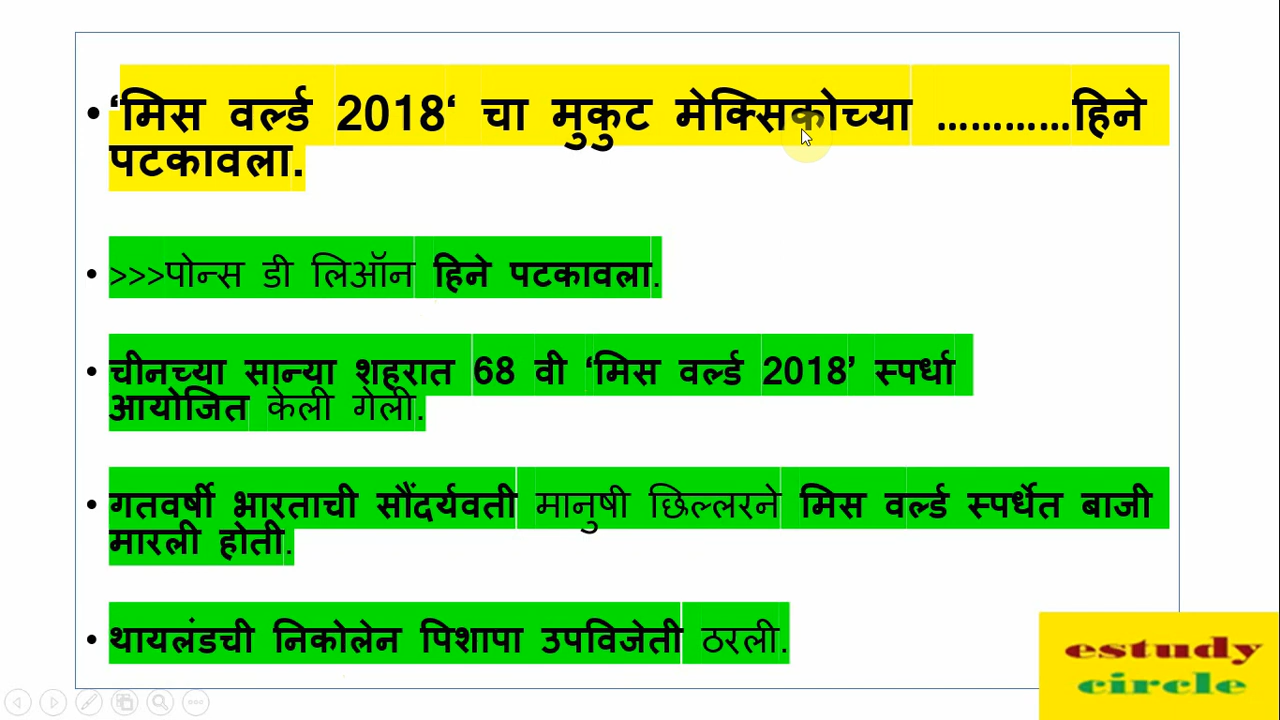 • ‘मिस वर्ल्ड 2018‘ चा मुकुट मेक्सिकोच्या …………हिने
पटकावला.
• >>>पोन्स डी लिऑन हिने पटकावला.
• चीनच्या सान्या शहरात 68 वी ‘मिस वर्ल्ड 2018’ स्पर्धा
आयोजित केली गेली.
• गतवर्षी भारताची सौंदर्यवती मानुषी छिल्लरने मिस वर्ल्ड स्पर्धेत बाजी
मारली होती.
• थायलंडची निकोलेन पिशापा उपविजेती ठरली.
estudy
circle